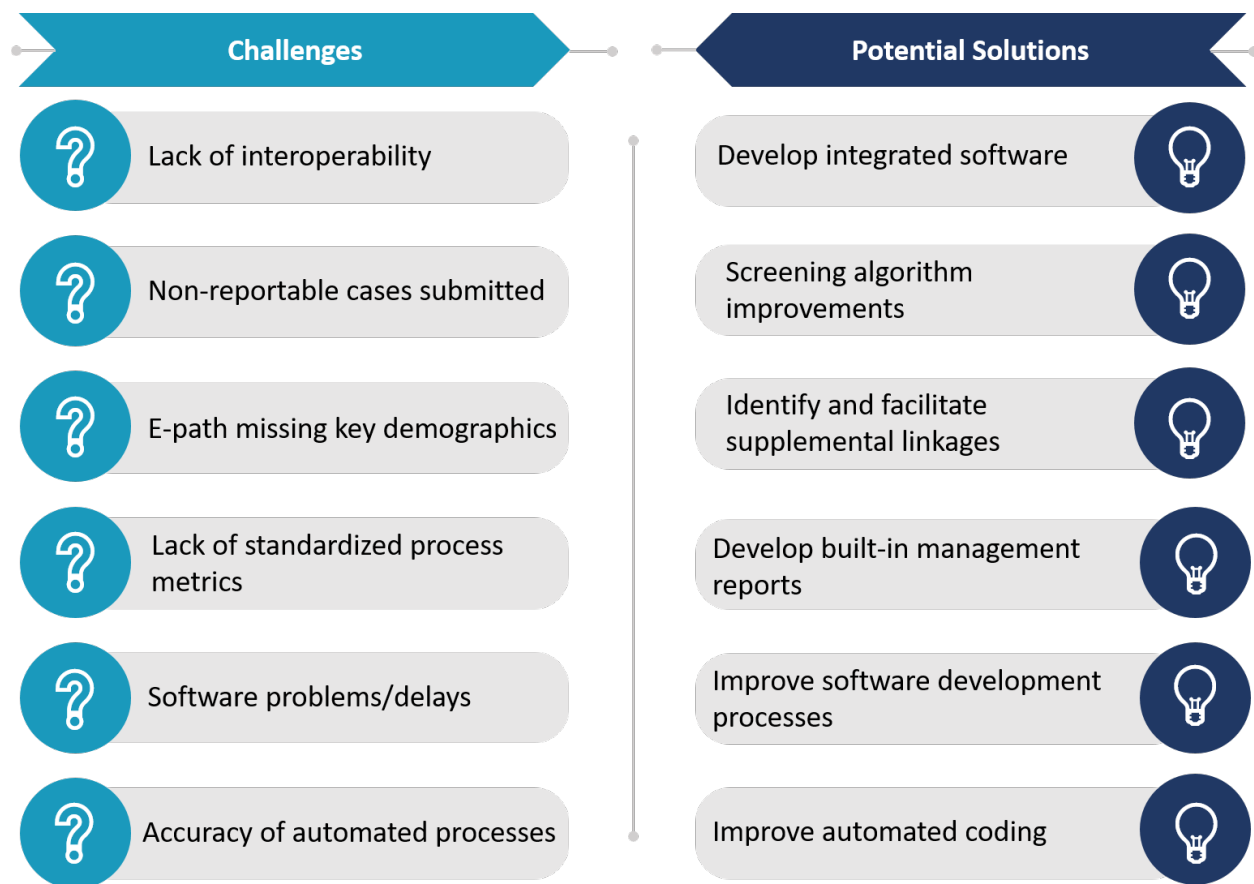 Challenges
Potential Solutions
Lack of interoperability
Develop integrated software
Non-reportable cases submitted
Screening algorithm
improvements
E-path missing key demographics
Identify and facilitate
supplemental linkages
Lack of standardized process
metrics
Develop built-in management
reports
Software problems/delays
Improve software development
processes
Accuracy of automated processes
Improve automated coding